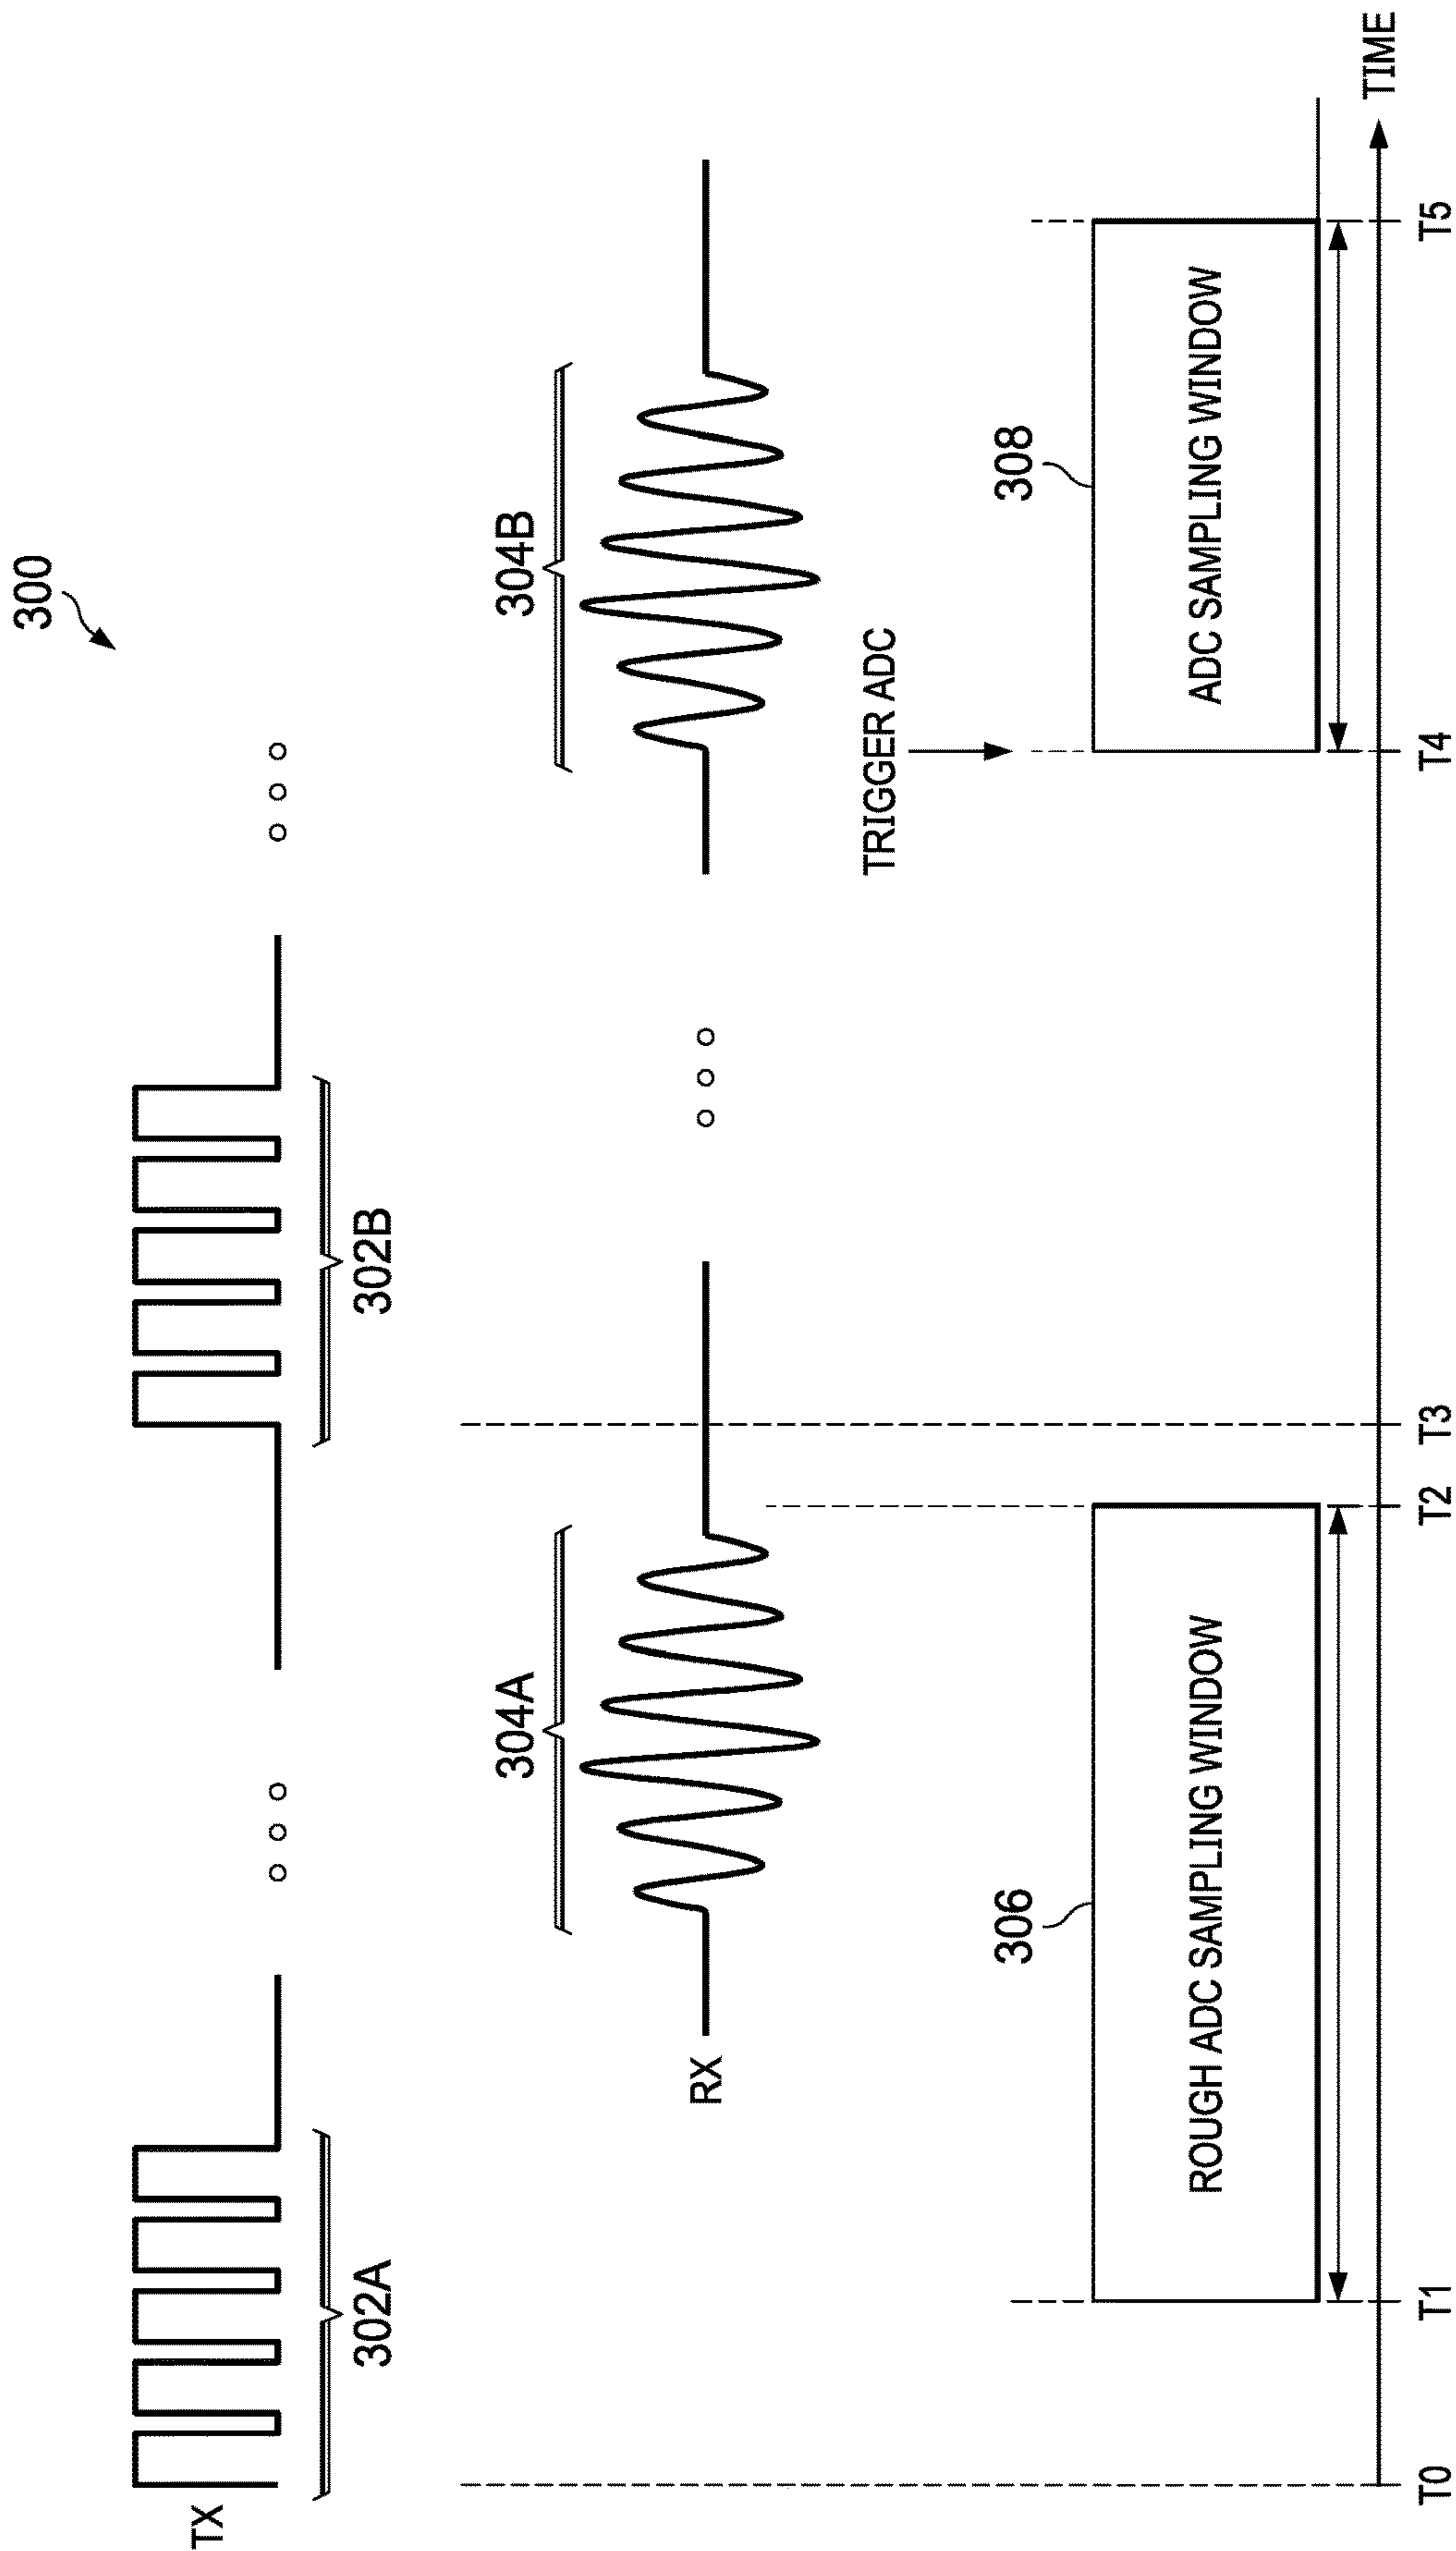 300
TX
302A
302B
RX
304A
304B
TRIGGER ADC
306
308
ROUGH ADC SAMPLING WINDOW
ADC SAMPLING WINDOW
T0
T1
T2
T3
T4
T5
TIME